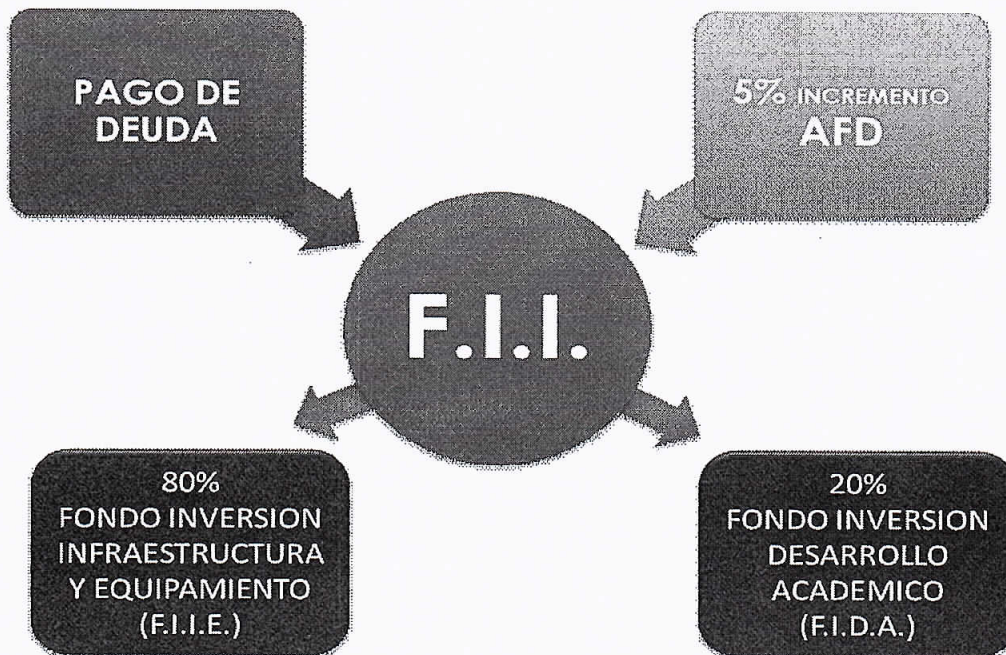 PAGO DE
DEUDA
5% INCREMENTO
AFD
F.I.I.
80%
FONDO INVERSION
INFRAESTRUCTURA
Y EQUIPAMIENTO
(F.I.I.E.)
20%
FONDO INVERSION
DESARROLLO
ACADEMICO
(F.I.D.A.)